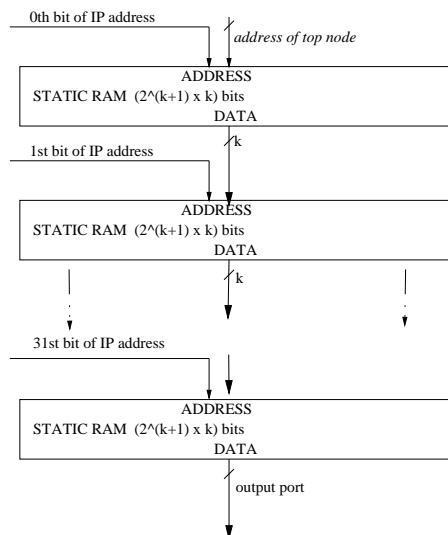 0th bit of IP address
address of top node
ADDRESS
STATIC RAM (2^(k+1) x k) bits
DATA
k
1st bit of IP address
ADDRESS
STATIC RAM (2^(k+1) x k) bits
DATA
k
31st bit of IP address
ADDRESS
STATIC RAM (2^(k+1) x k) bits
DATA
output port